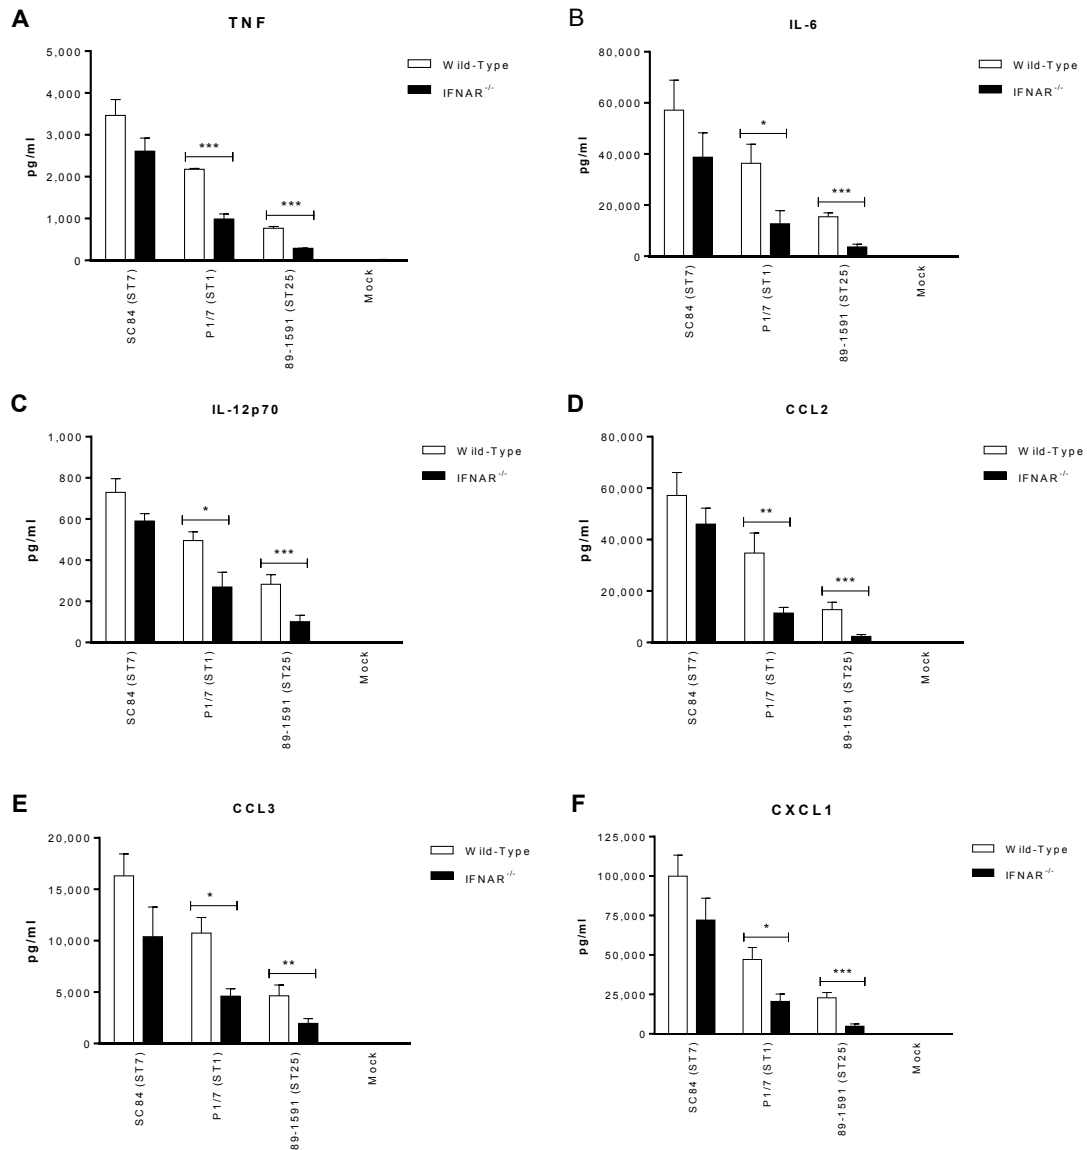 A
TNF
5,000
4,000
3,000
2,000
1,000
0
pg/ml
***
***
Wild-Type
IFNAR-/-
SC84 (ST7)
P1/7 (ST1)
89-1591 (ST25)
Mock
B
IL-6
80,000
60,000
40,000
20,000
0
pg/ml
*
***
Wild-Type
IFNAR-/-
SC84 (ST7)
P1/7 (ST1)
89-1591 (ST25)
Mock
C
IL-12p70
1,000
800
600
400
200
0
pg/ml
*
***
Wild-Type
IFNAR-/-
SC84 (ST7)
P1/7 (ST1)
89-1591 (ST25)
Mock
D
CCL2
80,000
60,000
40,000
20,000
0
pg/ml
**
***
Wild-Type
IFNAR-/-
SC84 (ST7)
P1/7 (ST1)
89-1591 (ST25)
Mock
E
CCL3
20,000
15,000
10,000
5,000
0
pg/ml
*
**
Wild-Type
IFNAR-/-
SC84 (ST7)
P1/7 (ST1)
89-1591 (ST25)
Mock
F
CXCL1
125,000
100,000
75,000
50,000
25,000
0
pg/ml
*
***
Wild-Type
IFNAR-/-
SC84 (ST7)
P1/7 (ST1)
89-1591 (ST25)
Mock